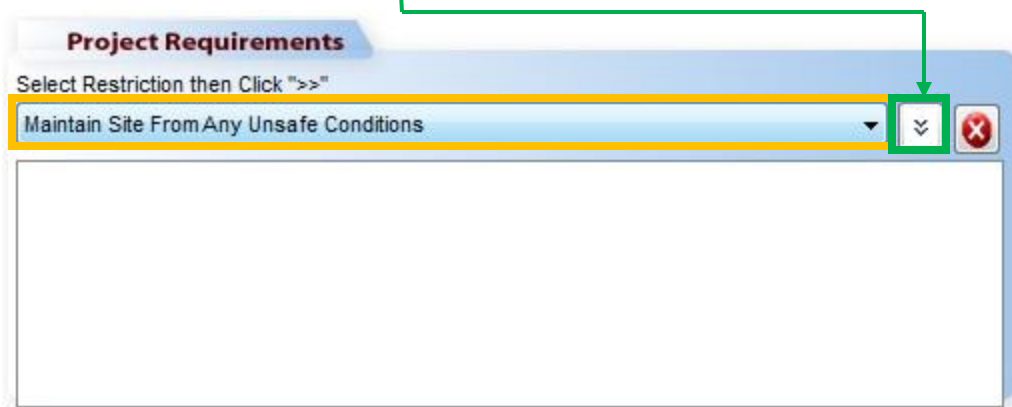 Project Requirements
Select Restriction then Click ">>"
Maintain Site From Any Unsafe Conditions